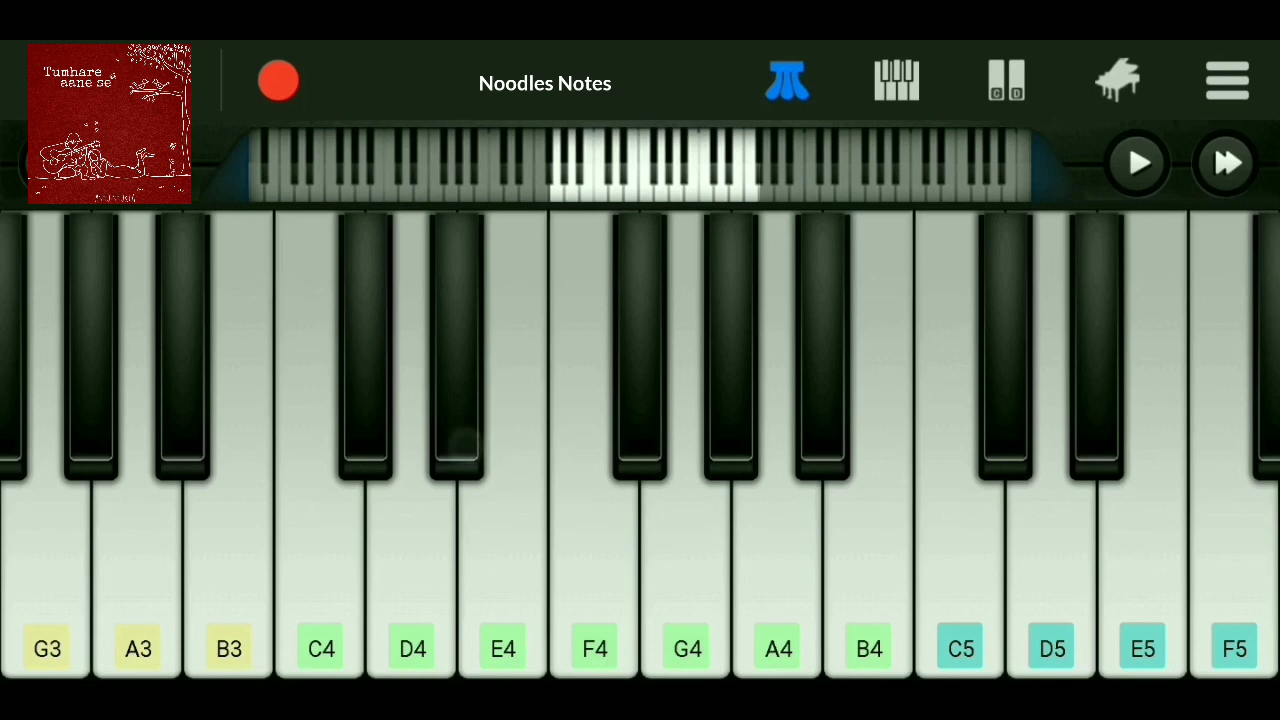 Tumhare
aane se
Noodles Notes
C D
G3 A3 B3 C4 D4 E4 F4 G4 A4 B4 C5 D5 E5 F5